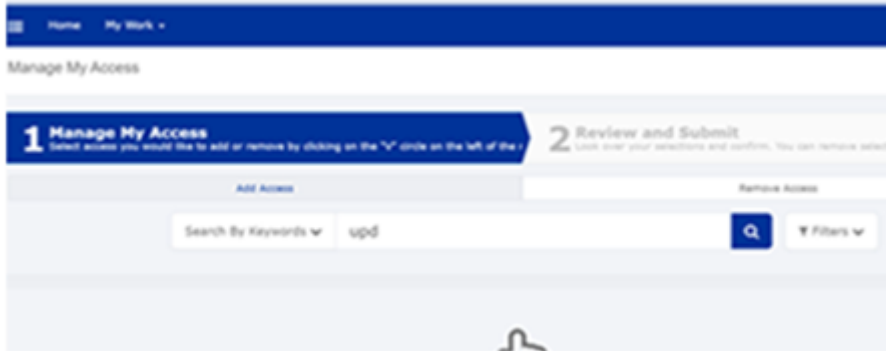 Home My Work
Manage My Access
1 Manage My Access
Select access you would like to add or remove by clicking on the "V" circle on the left of the
2 Review and Submit
Look over your selections and confirm. You can remove
Add Access Remove Access
Search By Keywords upd Filters